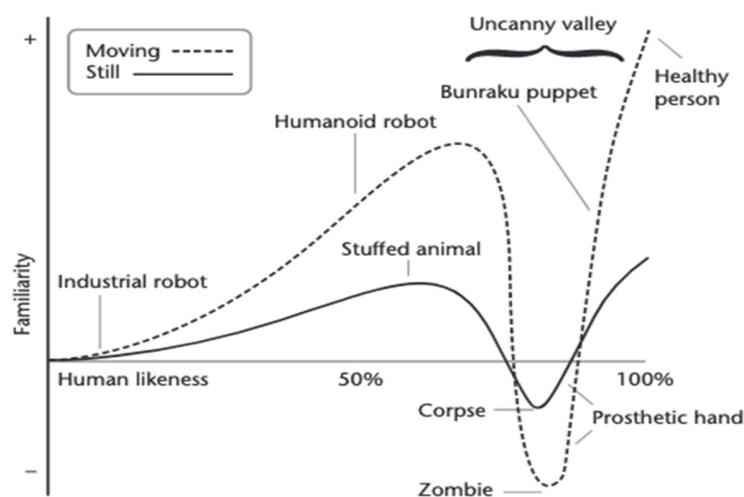 Uncanny valley
+
Moving
Still
Healthy
person
Bunraku puppet
Humanoid robot
Stuffed animal
Familiarity
Industrial robot
Human likeness
50%
100%
Corpse
Prosthetic hand
−
Zombie